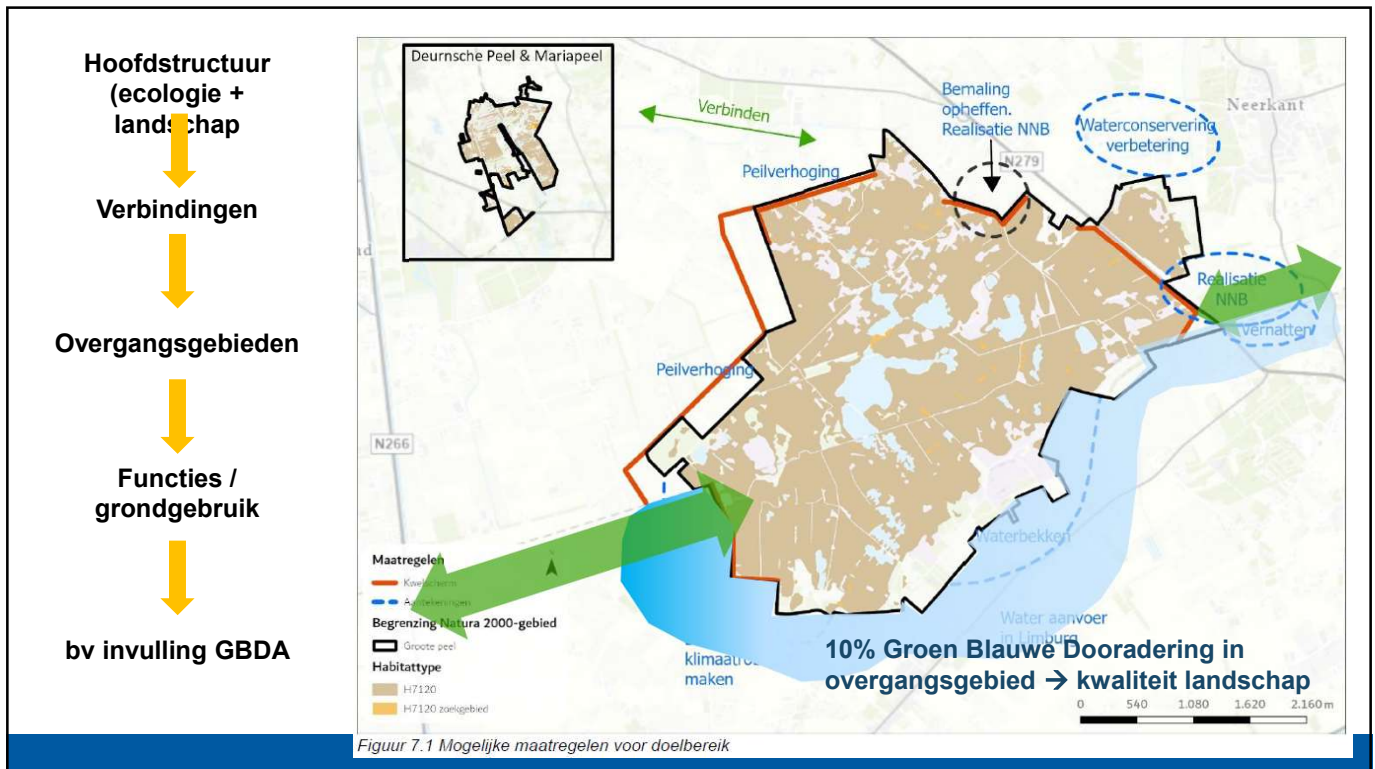 Hoofdstructuur
(ecologie +
landschap
Verbindingen
Overgangsgebieden
Functies /
grondgebruik
bv invulling GBDA
Deurnsche Peel & Mariapeel
Verbinden
Bemaling
opheffen.
Realisatie NNB
N279
Neerkant
Waterconservering
verbetering
Peilverhoging
Realisatie
NNB
vernatten
Peilverhoging
N266
Waterbekken
Water aanvoer
in Limburg
klimaatro
maken
Maatregelen
Kwelscherm
Aantekeningen
Begrenzing Natura 2000-gebied
Groote peel
Habitattype
H7120
H7120 zoekgebied
10% Groen Blauwe Dooradering in
overgangsgebied → kwaliteit landschap
0 540 1.080 1.620 2.160 m
Figuur 7.1 Mogelijke maatregelen voor doelbereik